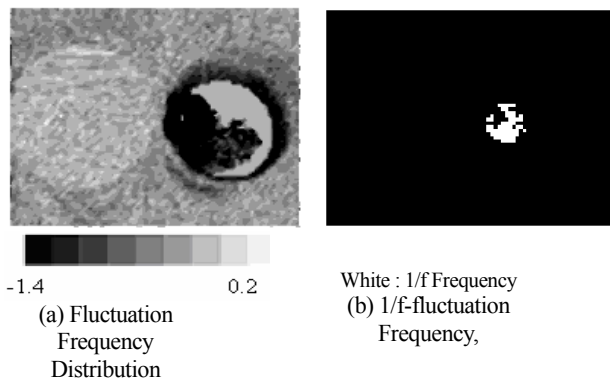 -1.4 0.2
(a) Fluctuation
Frequency
Distribution
White : 1/f Frequency
(b) 1/f-fluctuation
Frequency,